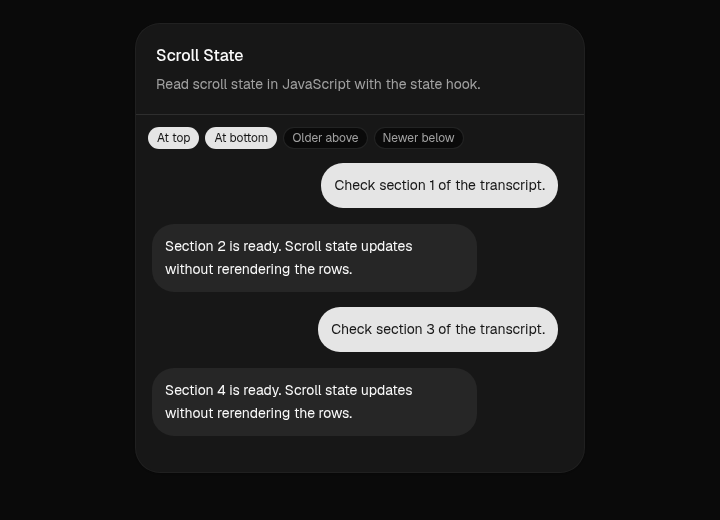 Scroll State
Read scroll state in JavaScript with the state hook.
At top At bottom Older above Newer below
Check section 1 of the transcript.
Section 2 is ready. Scroll state updates
without rerendering the rows.
Check section 3 of the transcript.
Section 4 is ready. Scroll state updates
without rerendering the rows.